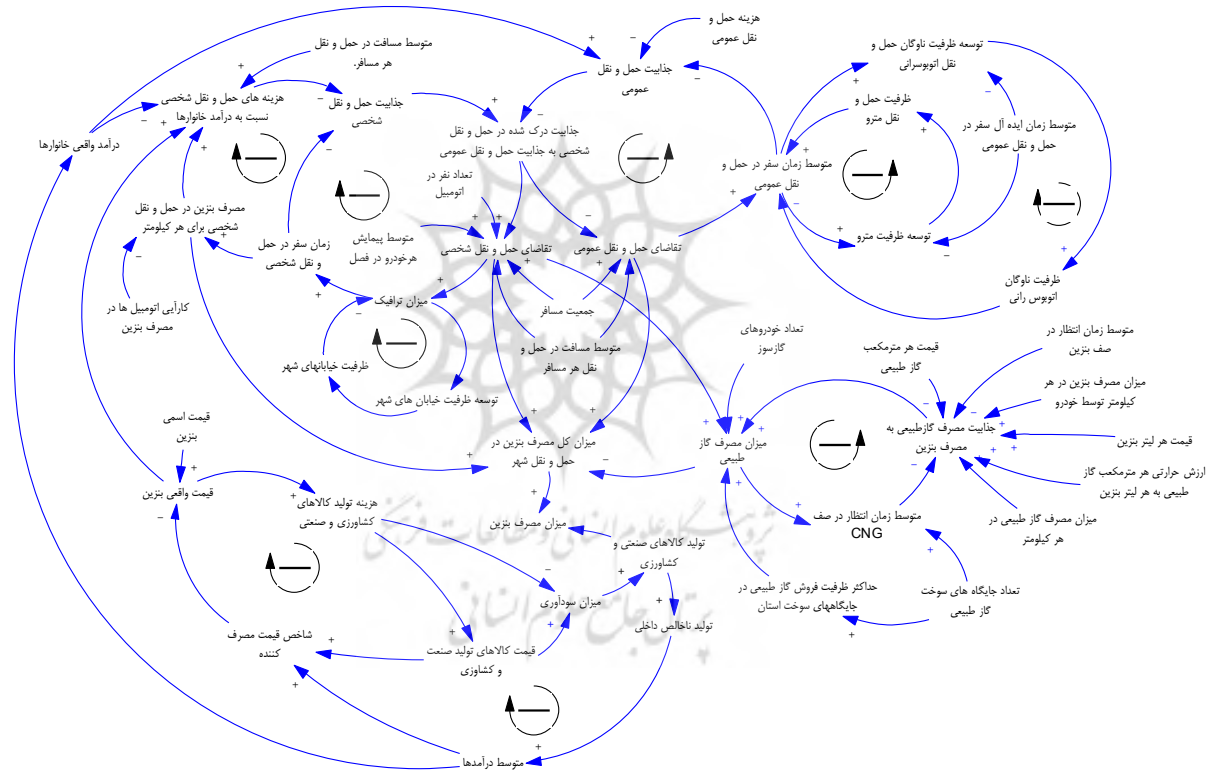 هزینه حمل و
نقل عمومی
توسعه ظرفیت ناوگان حمل و
نقل اتوبوسرانی
متوسط مسافت در حمل و نقل
هر مسافر.
جذابیت حمل و نقل
عمومی
هزینه های حمل و نقل شخصی
نسبت به درآمد خانوارها
جذابیت حمل و نقل
شخصی
ظرفیت حمل و
نقل مترو
متوسط زمان ایده آل سفر در
حمل و نقل عمومی
درآمد واقعی خانوارها
جذابیت درک شده در حمل و نقل
شخصی به جذابیت حمل و نقل عمومی
متوسط زمان سفر در حمل و
نقل عمومی
تعداد نفر در
اتومبیل
مصرف بنزین در حمل و نقل
شخصی برای هر کیلومتر
متوسط پیمایش
هرخودرو در فصل
زمان سفر در حمل
و نقل شخصی
تقاضای حمل و نقل شخصی
تقاضای حمل و نقل عمومی
توسعه ظرفیت مترو
ظرفیت ناوگان
اتوبوس رانی
میزان ترافیک
جمعیت مسافر
کارآیی اتومبیل ها در
مصرف بنزین
تعداد خودروهای
گازسوز
متوسط زمان انتظار در
صف بنزین
قیمت هر مترمکعب
گاز طبیعی
متوسط مسافت در حمل و
نقل هر مسافر
ظرفیت خیابانهای شهر
توسعه ظرفیت خیابان های شهر
میزان مصرف بنزین در هر
کیلومتر توسط خودرو
قیمت اسمی
بنزین
میزان کل مصرف بنزین در
حمل و نقل شهر
میزان مصرف گاز
طبیعی
جذابیت مصرف گازطبیعی به
مصرف بنزین
قیمت هر لیتر بنزین
ارزش حرارتی هر مترمکعب گاز
طبیعی به هر لیتر بنزین
قیمت واقعی بنزین
هزینه تولید کالاهای
کشاورزی و صنعتی
میزان مصرف بنزین
متوسط زمان انتظار در صف
CNG
میزان مصرف گاز طبیعی در
هر کیلومتر
تولید کالاهای صنعتی و
کشاورزی
پژوهشگاه علوم انسانی و مطالعات فرهنگی
حداکثر ظرفیت فروش گاز طبیعی در
جایگاههای سوخت استان
تعداد جایگاه های سوخت
گاز طبیعی
میزان سودآوری
پرتال جامع علوم انسانی
تولید ناخالص داخلی
شاخص قیمت مصرف
کننده
قیمت کالاهای تولید صنعت
و کشاوزی
متوسط درآمدها